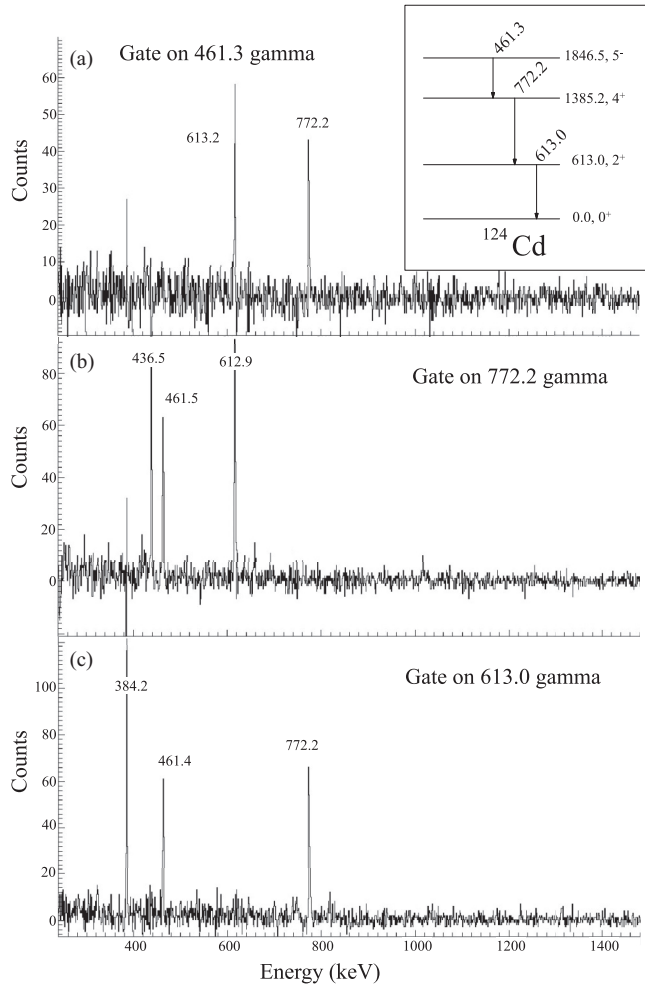 (a)
Gate on 461.3 gamma
613.2
772.2
60
50
40
30
20
10
0
Counts
461.3
1846.5, 5⁻
772.2
1385.2, 4⁺
613.0
613.0, 2⁺
0.0, 0⁺
124
Cd
(b)
436.5
461.5
612.9
Gate on 772.2 gamma
80
60
40
20
0
Counts
(c)
384.2
461.4
772.2
Gate on 613.0 gamma
100
80
60
40
20
0
Counts
400 600 800 1000 1200 1400
Energy (keV)